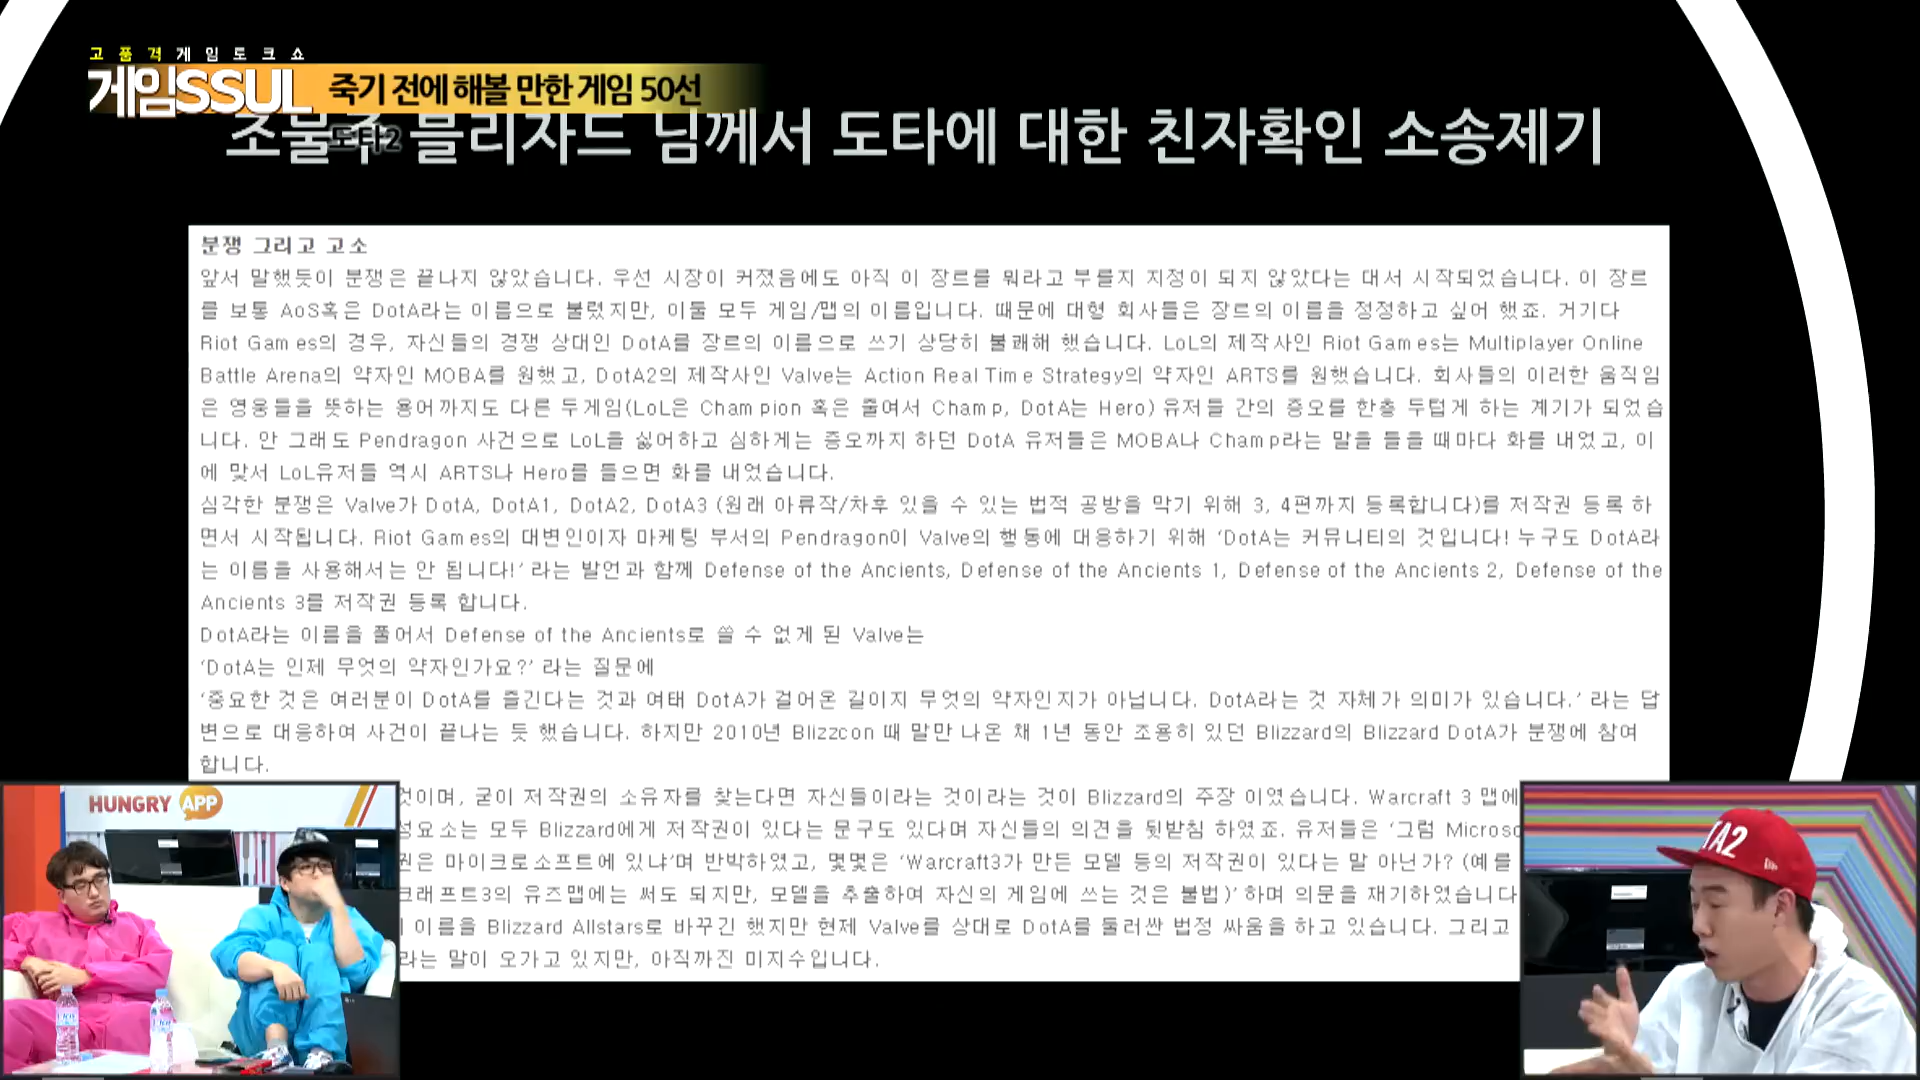 고품격게임토크쇼
게임SSUL 죽기 전에 해볼 만한 게임 50선
도타2
블리자드 님께서 도타에 대한 친자확인 소송제기
분쟁 그리고 고소
앞서 말했듯이 분쟁은 끝나지 않았습니다. 우선 시장이 커졌음에도 아직 이 장르를 뭐라고 부를지 지정이 되지 않았다는 대서 시작되었습니다. 이 장르
를 보통 AoS혹은 DotA라는 이름으로 불렸지만, 이둘 모두 게임/맵의 이름입니다. 때문에 대형 회사들은 장르의 이름을 정정하고 싶어 했죠. 거기다
Riot Games의 경우, 자신들의 경쟁 상대인 DotA를 장르의 이름으로 쓰기 상당히 불쾌해 했습니다. LoL의 제작사인 Riot Games는 Multiplayer Online
Battle Arena의 약자인 MOBA를 원했고, DotA2의 제작사인 Valve는 Action Real Time Strategy의 약자인 ARTS를 원했습니다. 회사들의 이러한 움직임
은 영웅들을 뜻하는 용어까지도 다른 두게임(LoL은 Champion 혹은 줄여서 Champ, DotA는 Hero) 유저들 간의 증오를 한층 두텁게 하는 계기가 되었습
니다. 안 그래도 Pendragon 사건으로 LoL을 싫어하고 심하게는 증오까지 하던 DotA 유저들은 MOBA나 Champ라는 말을 들을 때마다 화를 내었고, 이
에 맞서 LoL유저들 역시 ARTS나 Hero를 들으면 화를 내었습니다.
심각한 분쟁은 Valve가 DotA, DotA1, DotA2, DotA3 (원래 아류작/차후 있을 수 있는 법적 공방을 막기 위해 3, 4편까지 등록합니다)를 저작권 등록 하
면서 시작됩니다. Riot Games의 대변인이자 마케팅 부서의 Pendragon이 Valve의 행동에 대응하기 위해 ‘DotA는 커뮤니티의 것입니다! 누구도 DotA라
는 이름을 사용해서는 안 됩니다!’ 라는 발언과 함께 Defense of the Ancients, Defense of the Ancients 1, Defense of the Ancients 2, Defense of the
Ancients 3를 저작권 등록 합니다.
DotA라는 이름을 풀어서 Defense of the Ancients로 쓸 수 없게 된 Valve는
‘DotA는 인제 무엇의 약자인가요?’ 라는 질문에
‘중요한 것은 여러분이 DotA를 즐긴다는 것과 여태 DotA가 걸어온 길이지 무엇의 약자인지가 아닙니다. DotA라는 것 자체가 의미가 있습니다.’ 라는 답
변으로 대응하여 사건이 끝나는 듯 했습니다. 하지만 2010년 Blizzcon 때 말만 나온 채 1년 동안 조용히 있던 Blizzard의 Blizzard DotA가 분쟁에 참여
합니다.
것이며, 굳이 저작권의 소유자를 찾는다면 자신들이라는 것이라는 것이 Blizzard의 주장 이였습니다. Warcraft 3 맵에
성요소는 모두 Blizzard에게 저작권이 있다는 문구도 있다며 자신들의 의견을 뒷받침 하였죠. 유저들은 ‘그럼 Microso
권은 마이크로소프트에 있냐’며 반박하였고, 몇몇은 ‘Warcraft3가 만든 모델 등의 저작권이 있다는 말 아닌가? (예를
크래프트3의 유즈맵에는 써도 되지만, 모델을 추출하여 자신의 게임에 쓰는 것은 불법)’ 하며 의문을 재기하였습니다
이름을 Blizzard Allstars로 바꾸긴 했지만 현제 Valve를 상대로 DotA를 둘러싼 법정 싸움을 하고 있습니다. 그리고
라는 말이 오가고 있지만, 아직까진 미지수입니다.
HUNGRY APP
TA2